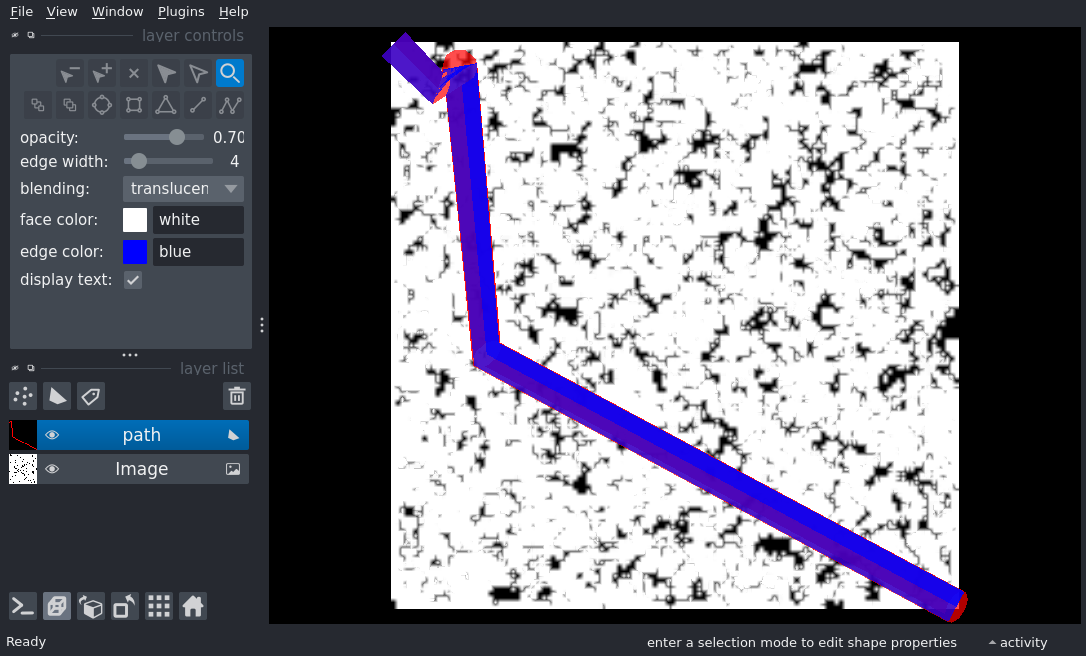 File View Window Plugins Help
layer controls
opacity: 0.70
edge width: 4
blending: translucen
face color: white
edge color: blue
display text:
layer list
path
Image
Ready
enter a selection mode to edit shape properties
activity